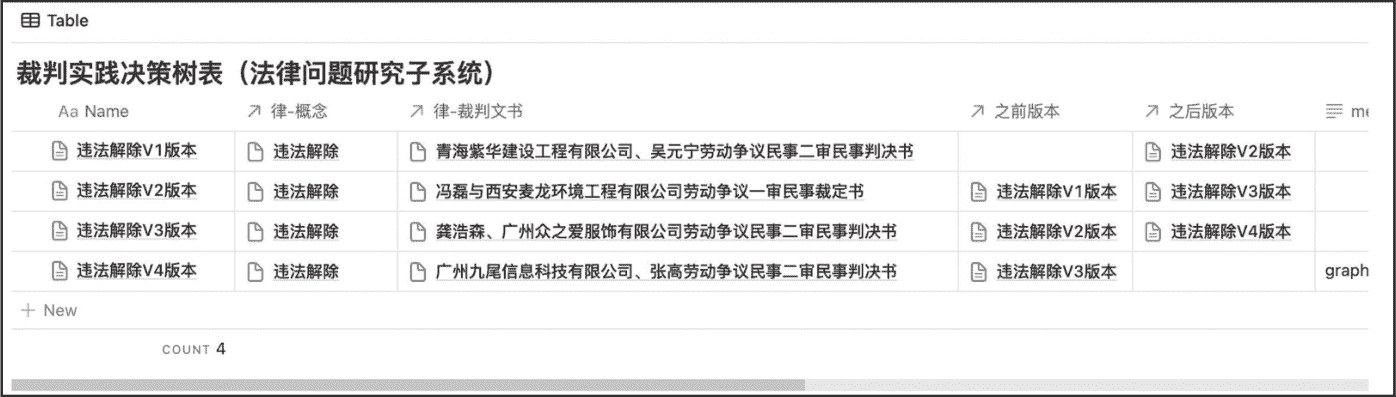 Table
裁判实践决策树表（法律问题研究子系统）
Aa Name 律-概念 律-裁判文书 之前版本 之后版本 me
违法解除V1版本 违法解除 青海紫华建设工程有限公司、吴元宁劳动争议民事二审民事判决书 违法解除V2版本
违法解除V2版本 违法解除 冯磊与西安麦龙环境工程有限公司劳动争议一审民事裁定书 违法解除V1版本 违法解除V3版本
违法解除V3版本 违法解除 龚浩森、广州众之爱服饰有限公司劳动争议民事二审民事判决书 违法解除V2版本 违法解除V4版本
违法解除V4版本 违法解除 广州九尾信息科技有限公司、张高劳动争议民事二审民事判决书 违法解除V3版本 graph
New
COUNT 4